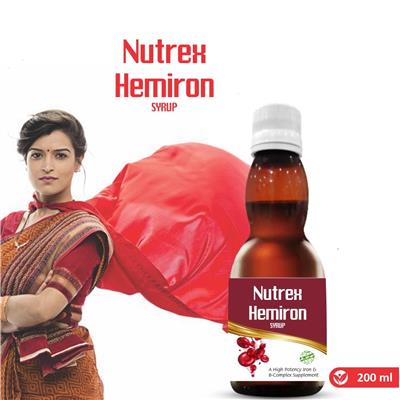 Nutrex
Hemiron
SYRUP
Nutrex
Hemiron
SYRUP
A High Potency Iron &
B-Complex Supplement
200 ml